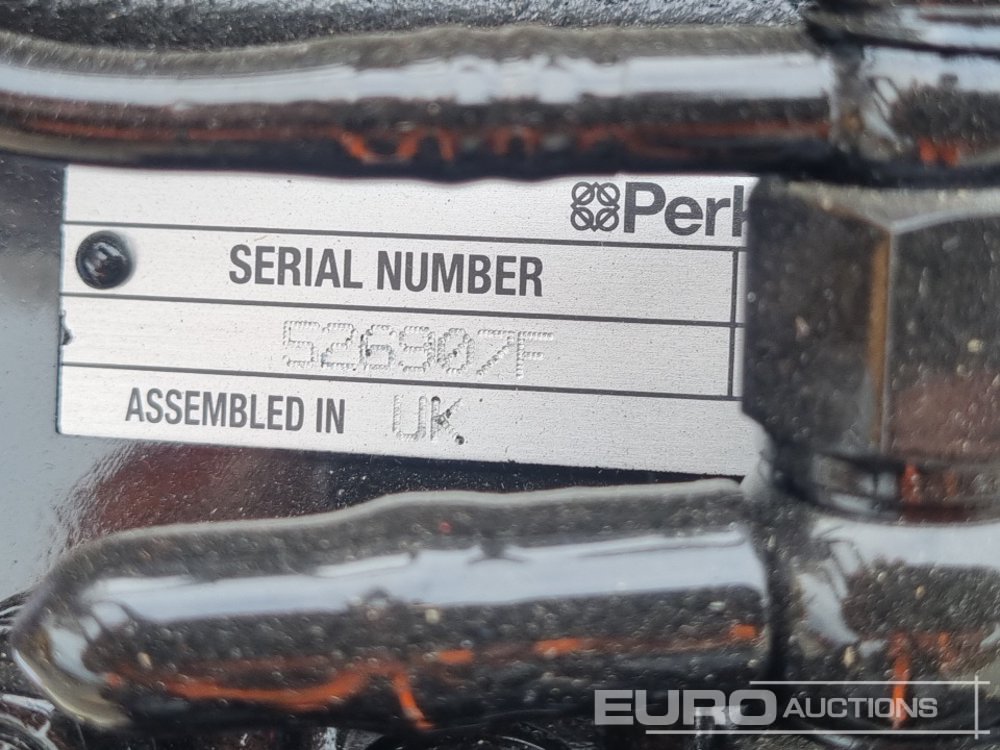 Perk
SERIAL NUMBER
526907F
ASSEMBLED IN UK
EURO AUCTIONS